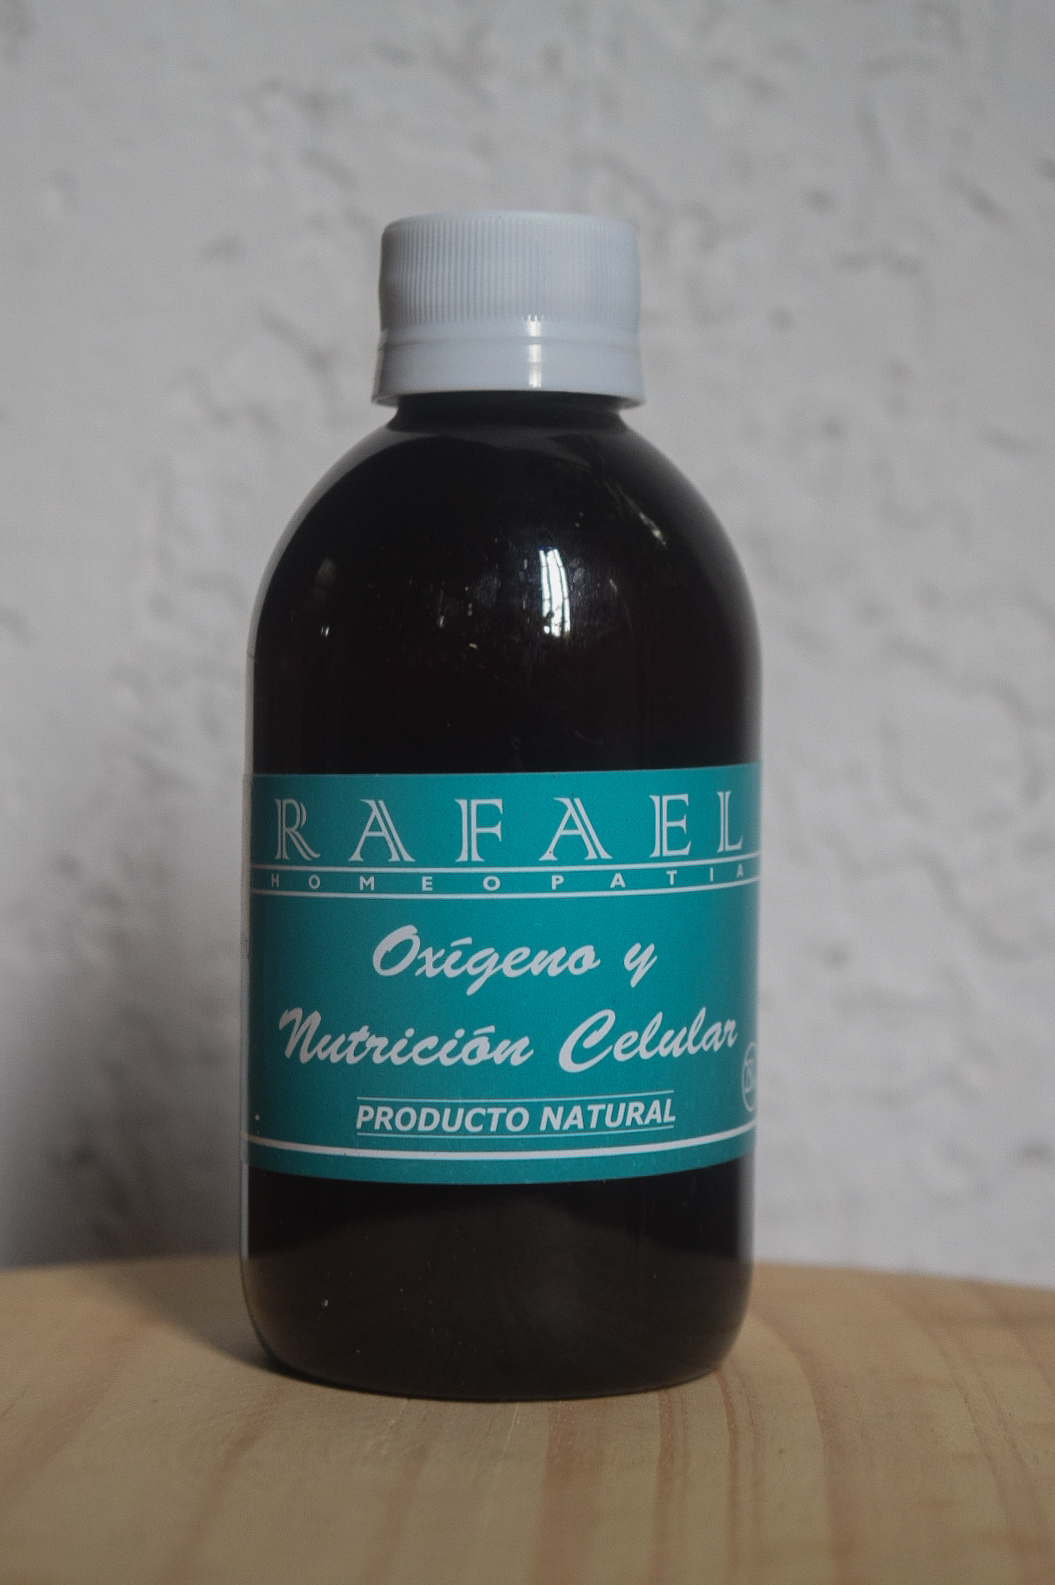 RAFAEL
HOMEOPATIA
Oxígeno y
Nutrición Celular
PRODUCTO NATURAL